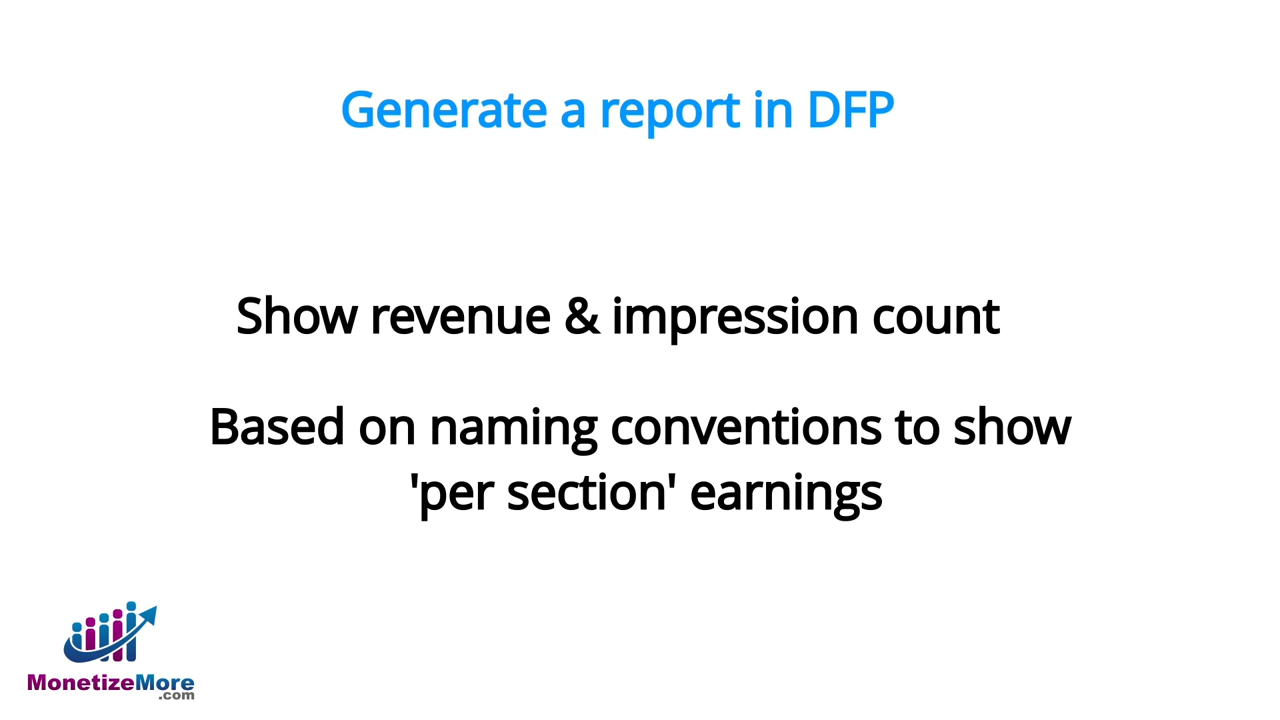 Generate a report in DFP
Show revenue & impression count
Based on naming conventions to show
'per section' earnings
MonetizeMore
.com